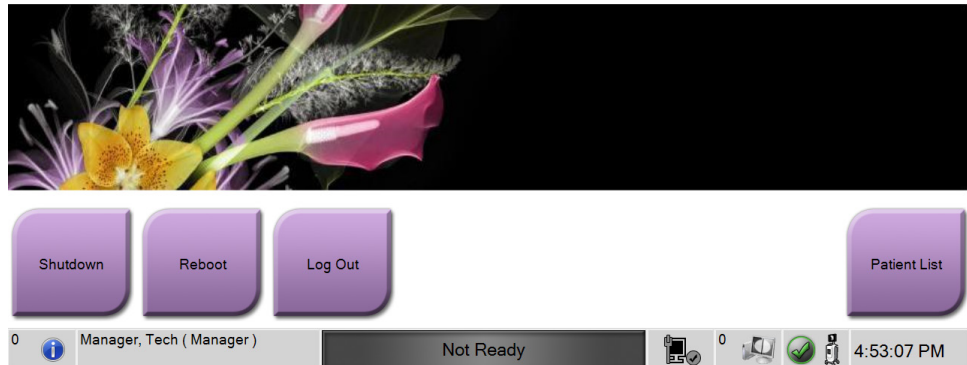 Shutdown
Reboot
Log Out
Patient List
0
Manager, Tech ( Manager )
Not Ready
0
4:53:07 PM